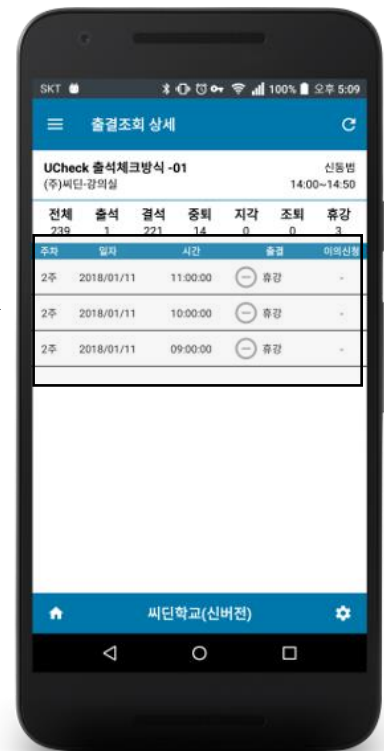 SKT 100% 오후 5:09
출결조회 상세
UCheck 출석체크방식 -01 신동범
(주)씨딘-강의실 14:00~14:50
전체 출석 결석 중퇴 지각 조퇴 휴강
239 1 221 14 0 0 3
주차 일자 시간 출결 이의신청
2주 2018/01/11 11:00:00 휴강 -
2주 2018/01/11 10:00:00 휴강 -
2주 2018/01/11 09:00:00 휴강 -
씨딘학교(신버전)